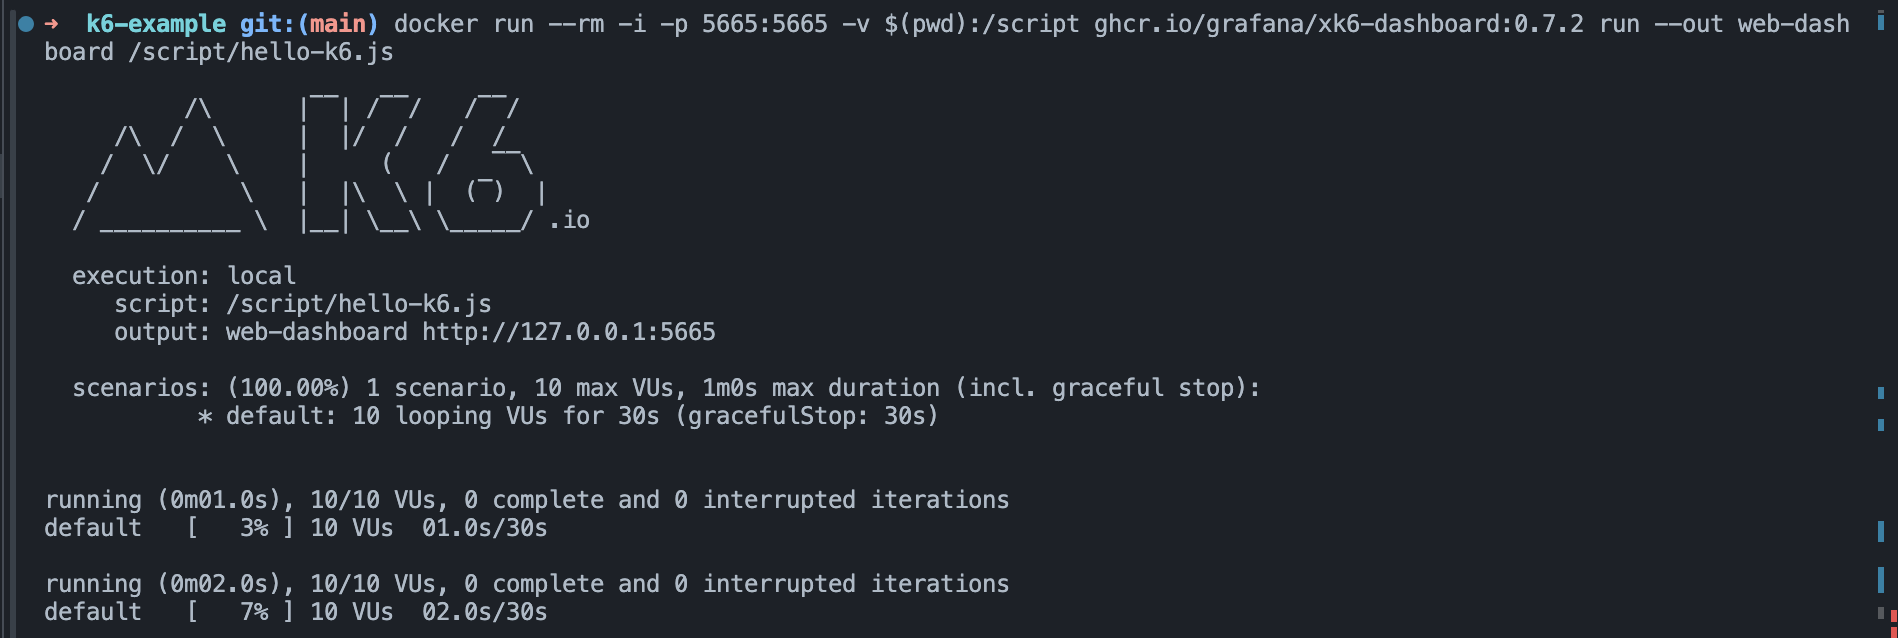 ➜  k6-example git:(main) docker run --rm -i -p 5665:5665 -v $(pwd):/script ghcr.io/grafana/xk6-dashboard:0.7.2 run --out web-dash
board /script/hello-k6.js

          /\      |‾‾| /‾‾/   /‾‾/
     /\  /  \     |  |/  /   /  /
    /  \/    \    |     (   /   ‾‾\
   /          \   |  |\  \ |  (‾)  |
  / __________ \  |__| \__\ \_____/ .io

  execution: local
     script: /script/hello-k6.js
     output: web-dashboard http://127.0.0.1:5665

  scenarios: (100.00%) 1 scenario, 10 max VUs, 1m0s max duration (incl. graceful stop):
           * default: 10 looping VUs for 30s (gracefulStop: 30s)

running (0m01.0s), 10/10 VUs, 0 complete and 0 interrupted iterations
default   [   3% ] 10 VUs  01.0s/30s

running (0m02.0s), 10/10 VUs, 0 complete and 0 interrupted iterations
default   [   7% ] 10 VUs  02.0s/30s